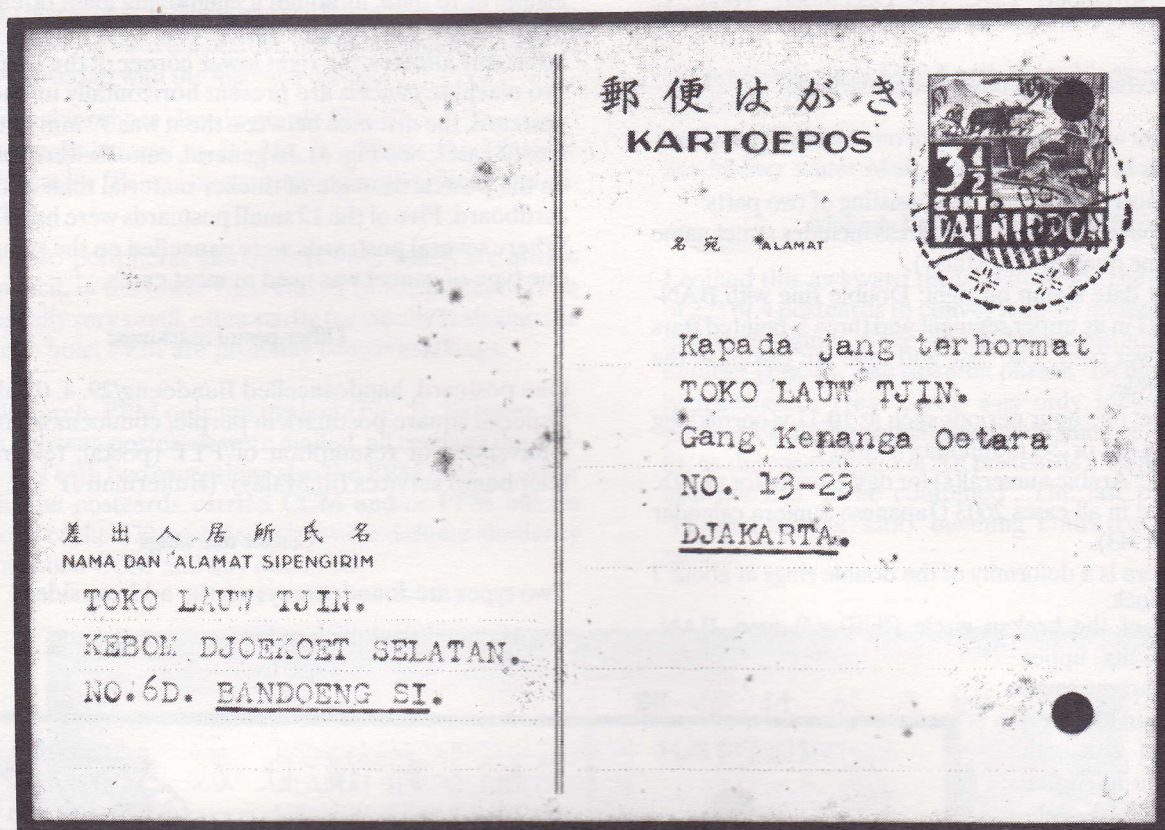 郵便はがき
KARTOEPOS
3 1/2
SEN
DAI NIPPON
名宛 ALAMAT
Kapada jang terhormat
TOKO LAUW TJIN.
Gang Kenanga Oetara
NO. 13-23
DJAKARTA.
差出人居所氏名
NAMA DAN ALAMAT SIPENGIRIM
TOKO LAUW TJIN.
KEBOM DJOEKOET SELATAN.
NO.6D. BANDOENG SI.